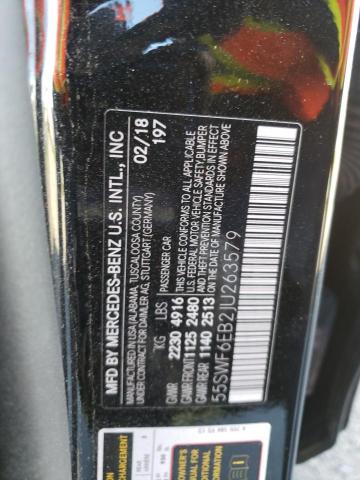 MFD BY MERCEDES-BENZ U.S. INTL., INC
MANUFACTURED IN USA (ALABAMA, TUSCALOOSA COUNTY)
UNDER CONTRACT FOR DAIMLER AG, STUTTGART (GERMANY)
02/18
197
PASSENGER CAR
KG LBS
GVWR 2230 4916
GAWR FRONT 1125 2480
GAWR REAR 1140 2513
THIS VEHICLE CONFORMS TO ALL APPLICABLE
U.S. FEDERAL MOTOR VEHICLE SAFETY, BUMPER
AND THEFT PREVENTION STANDARDS IN EFFECT
ON DATE OF MANUFACTURE SHOWN ABOVE
55SWF6EB2JU263579